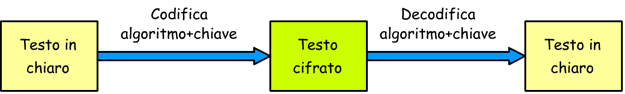 Testo in
chiaro
Codifica
algoritmo+chiave
Testo
cifrato
Decodifica
algoritmo+chiave
Testo in
chiaro